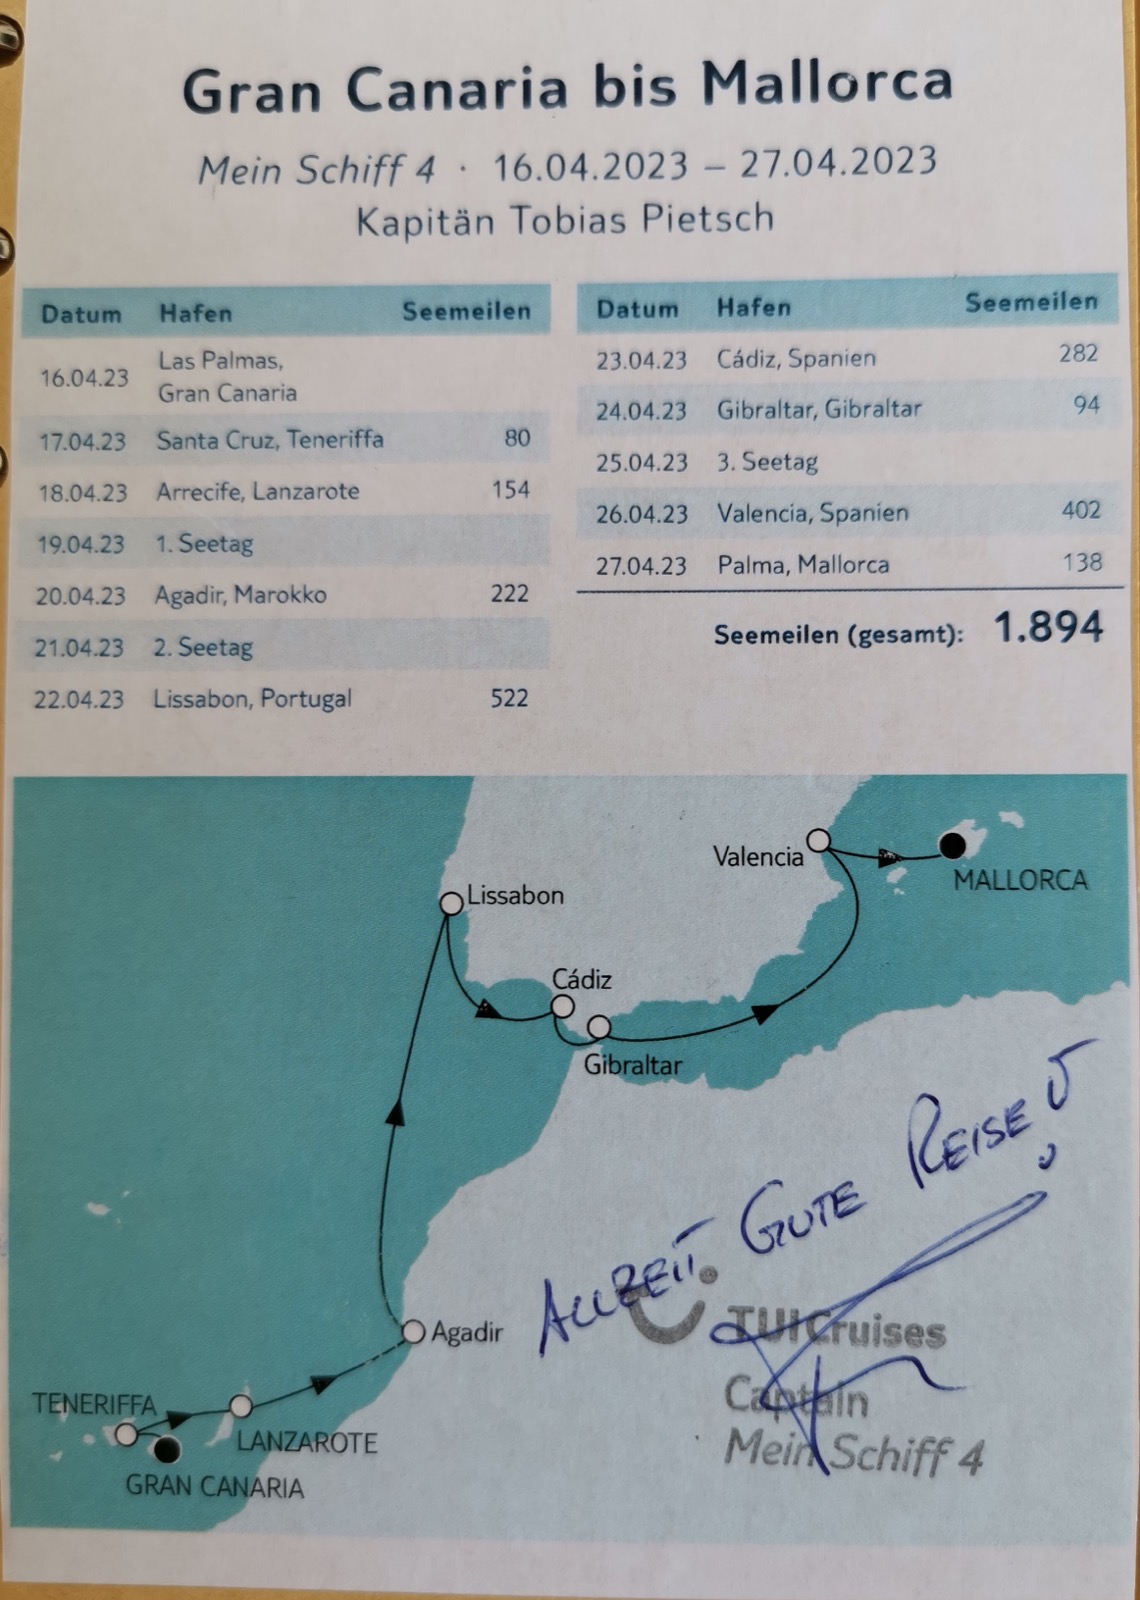 Gran Canaria bis Mallorca
Mein Schiff 4 · 16.04.2023 – 27.04.2023
Kapitän Tobias Pietsch
Datum Hafen Seemeilen
16.04.23 Las Palmas,
Gran Canaria
17.04.23 Santa Cruz, Teneriffa 80
18.04.23 Arrecife, Lanzarote 154
19.04.23 1. Seetag
20.04.23 Agadir, Marokko 222
21.04.23 2. Seetag
22.04.23 Lissabon, Portugal 522
Datum Hafen Seemeilen
23.04.23 Cádiz, Spanien 282
24.04.23 Gibraltar, Gibraltar 94
25.04.23 3. Seetag
26.04.23 Valencia, Spanien 402
27.04.23 Palma, Mallorca 138
Seemeilen (gesamt): 1.894
Valencia
MALLORCA
Lissabon
Cádiz
Gibraltar
Agadir
TENERIFFA
LANZAROTE
GRAN CANARIA
ALLZEIT GUTE REISE!
TUI Cruises
Captain
Mein Schiff 4